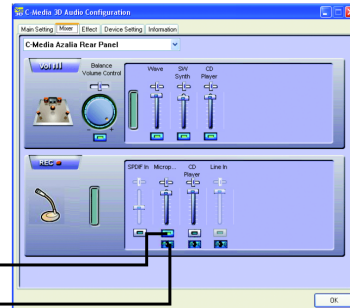 C-Media 3D Audio Configuration
Main Setting Mixer Effect Device Setting Information
C-Media Azalia Rear Panel
Vol
Balance
Volume Control
Wave
SW
Synth
CD
Player
- +
REC
SPDIF In
Microp...
CD
Player
Line In
OK